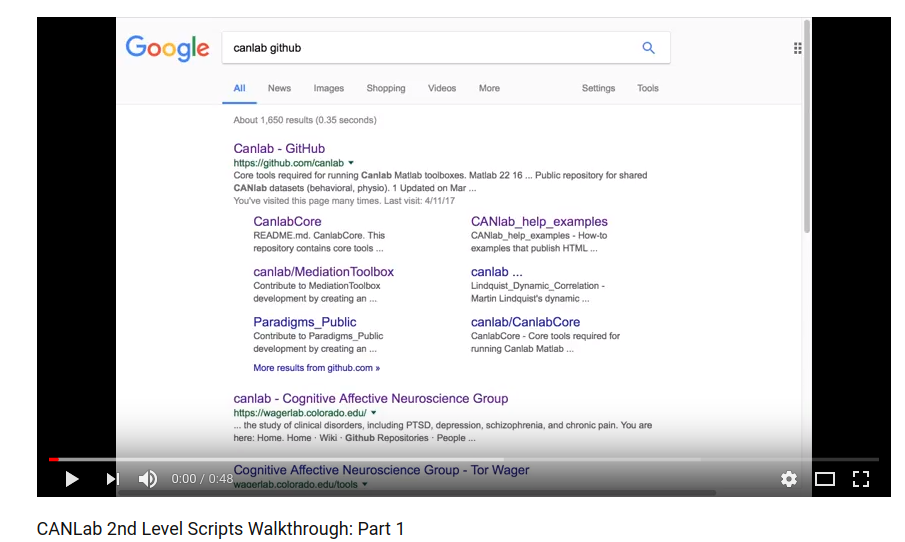 Google
canlab github
All News Images Shopping Videos More Settings Tools
About 1,650 results (0.35 seconds)
Canlab - GitHub
https://github.com/canlab
Core tools required for running Canlab Matlab toolboxes. Matlab 22 16 ... Public repository for shared
CANlab datasets (behavioral, physio). 1 Updated on Mar ...
You've visited this page many times. Last visit: 4/11/17
CanlabCore
README.md. CanlabCore. This
repository contains core tools ...
CANlab_help_examples
CANlab_help_examples - How-to
examples that publish HTML ...
canlab/MediationToolbox
Contribute to MediationToolbox
development by creating an ...
canlab ...
Lindquist_Dynamic_Correlation -
Martin Lindquist's dynamic ...
Paradigms_Public
Contribute to Paradigms_Public
development by creating an ...
canlab/CanlabCore
CanlabCore - Core tools required for
running Canlab Matlab ...
More results from github.com »
canlab - Cognitive Affective Neuroscience Group
https://wagerlab.colorado.edu/
... the study of clinical disorders, including PTSD, depression, schizophrenia, and chronic pain. You are
here: Home. Home · Wiki · Github Repositories · People ...
Cognitive Affective Neuroscience Group - Tor Wager
wagerlab.colorado.edu/tools
0:00 / 0:48
CANLab 2nd Level Scripts Walkthrough: Part 1